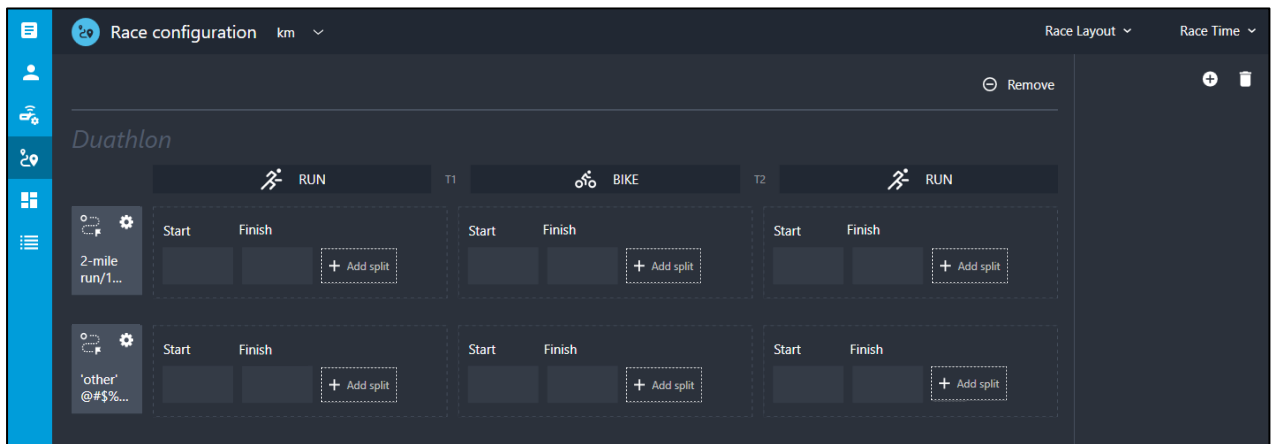 Race configuration km Race Layout Race Time
Remove
Duathlon
RUN T1 BIKE T2 RUN
Start Finish Start Finish Start Finish
2-mile
run/1...
+ Add split + Add split + Add split
Start Finish Start Finish Start Finish
'other'
@#$%...
+ Add split + Add split + Add split